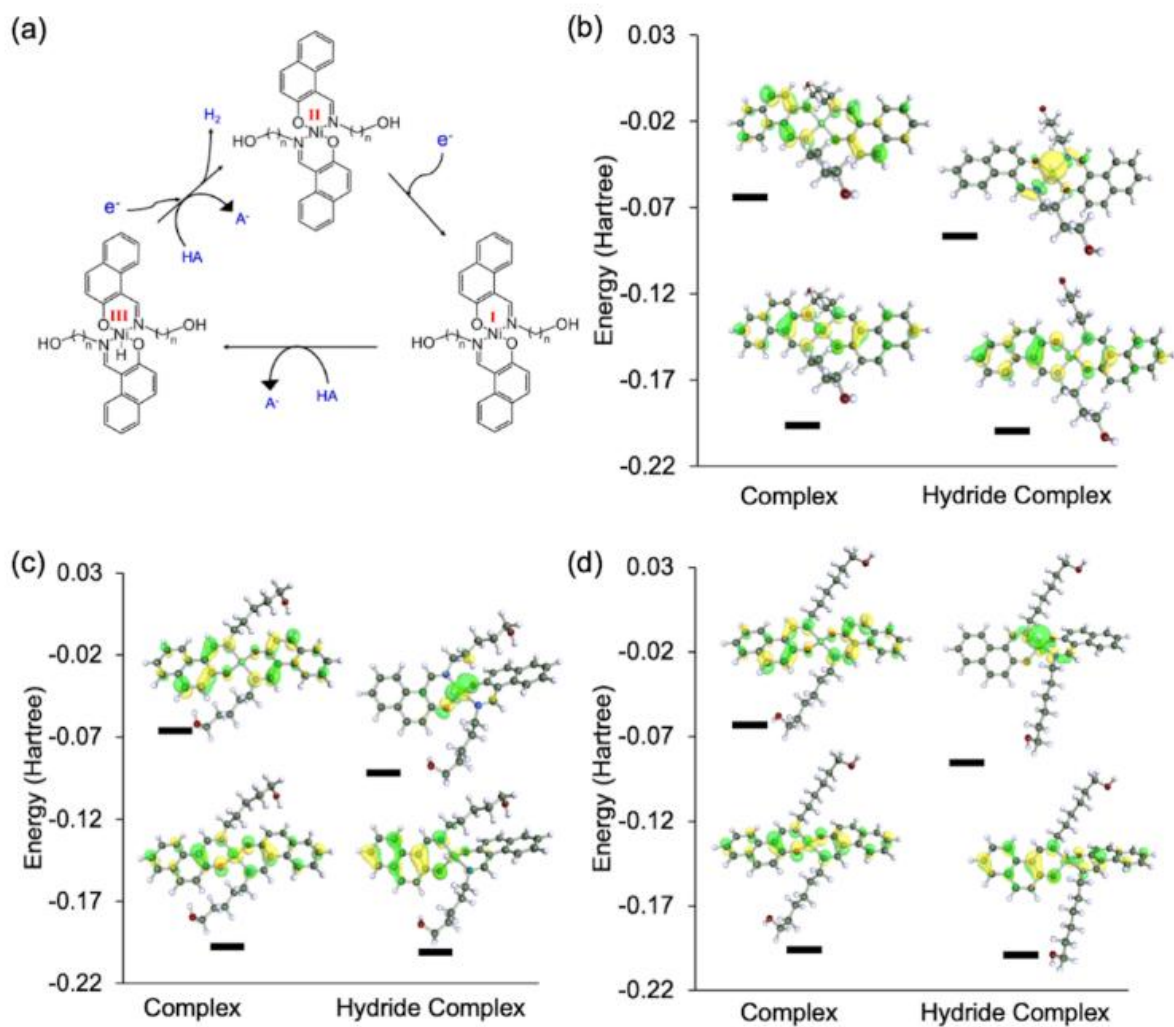 (a)
H₂
II
HO
( )n
N
O
Ni
O
N
( )n
OH
e⁻
e⁻
A⁻
HA
III
HO
( )n
N
O
Ni
H
O
N
( )n
OH
I
HO
( )n
N
O
Ni
O
N
( )n
OH
A⁻
HA
(b)
Energy (Hartree)
0.03
-0.02
-0.07
-0.12
-0.17
-0.22
Complex
Hydride Complex
(c)
Energy (Hartree)
0.03
-0.02
-0.07
-0.12
-0.17
-0.22
Complex
Hydride Complex
(d)
Energy (Hartree)
0.03
-0.02
-0.07
-0.12
-0.17
-0.22
Complex
Hydride Complex